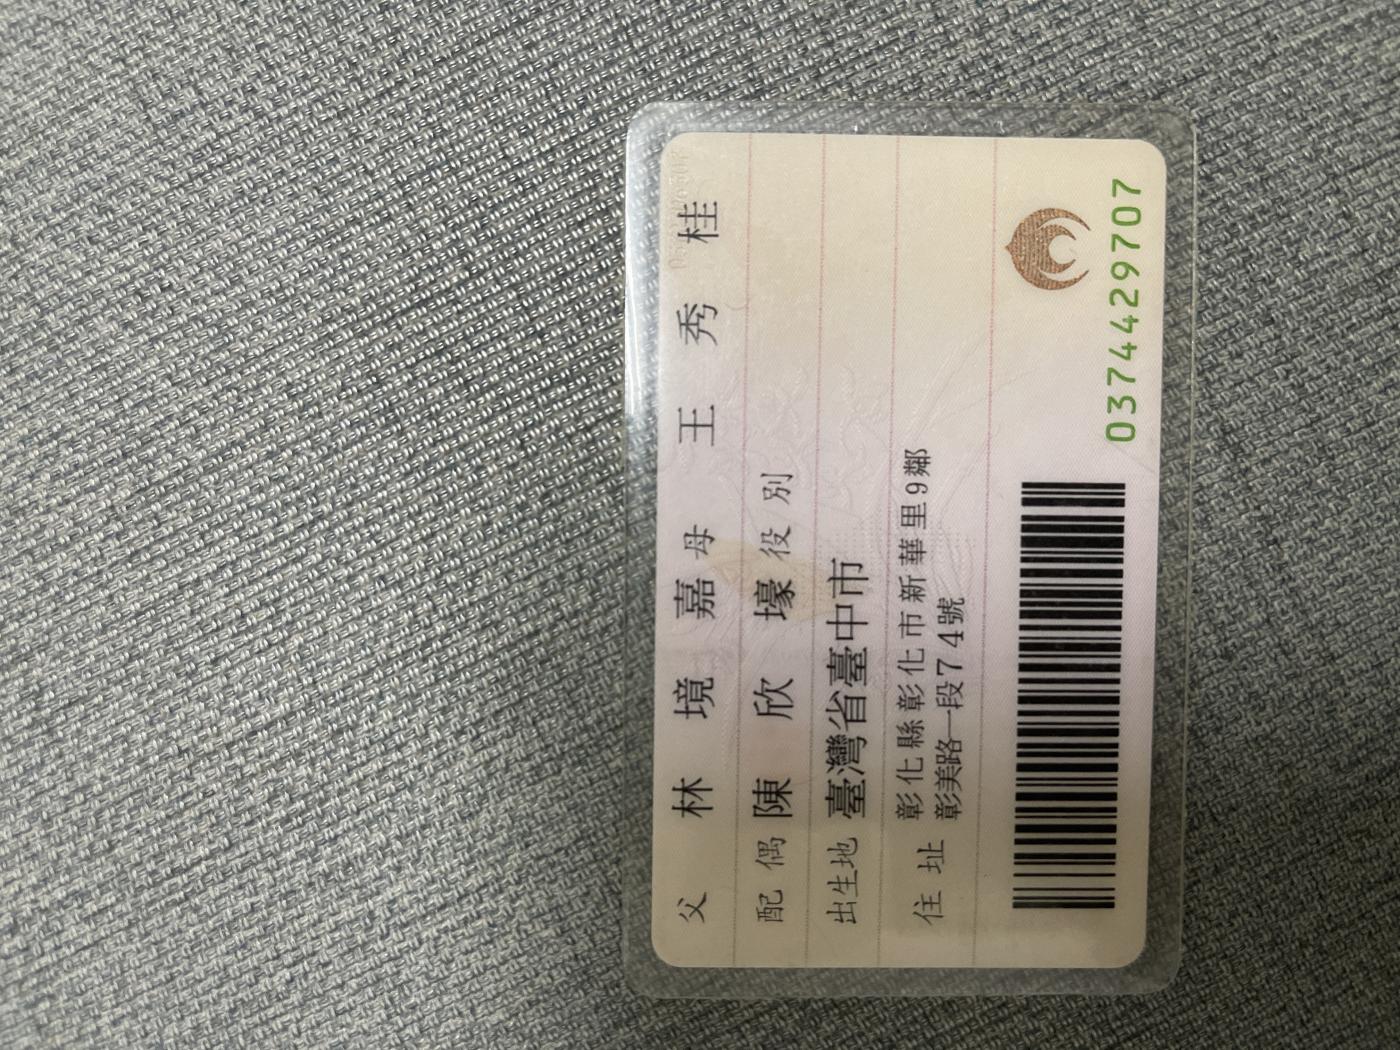 父 林境嘉 母 王秀桂
配偶 陳欣壕 役別
出生地 臺灣省臺中市
住址 彰化縣彰化市新華里9鄰
彰美路一段74號
0374429707